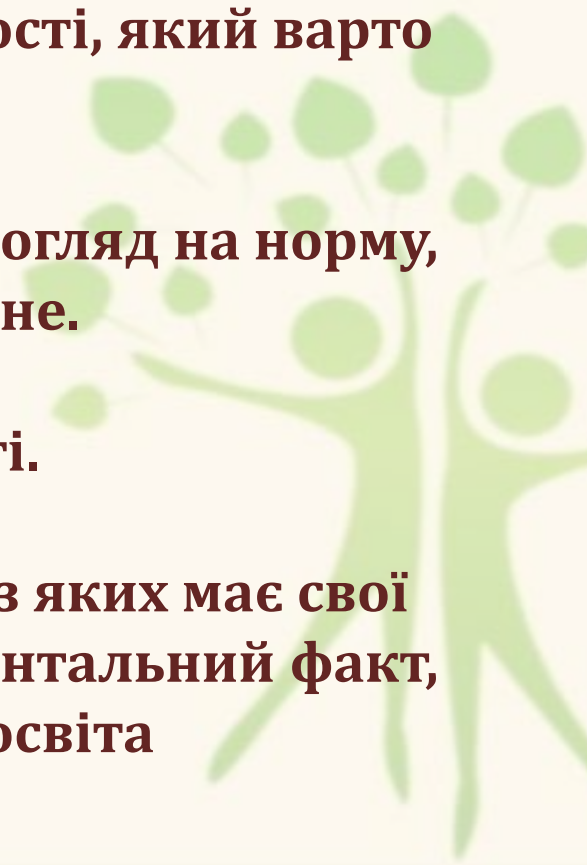 ості, який варто
огляд на норму,
не.
ті.
з яких має свої
нтальний факт,
освіта